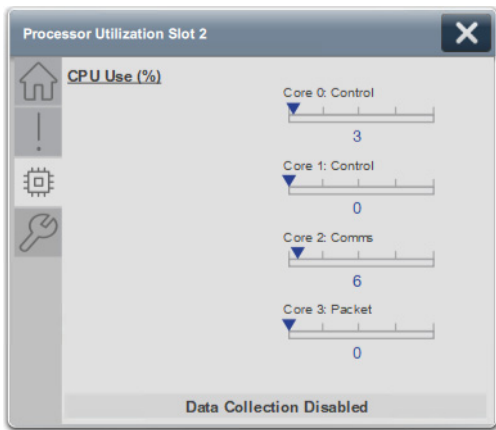 Processor Utilization Slot 2
CPU Use (%)
Core 0: Control
3
Core 1: Control
0
Core 2: Comms
6
Core 3: Packet
0
Data Collection Disabled